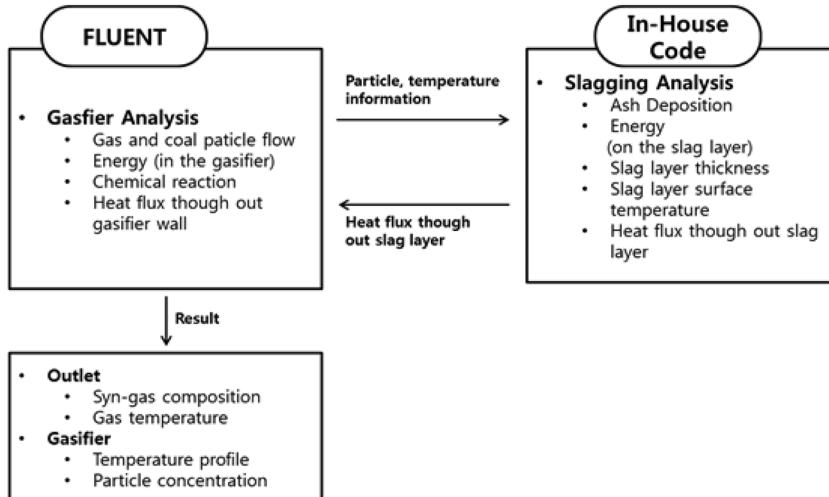 FLUENT
• Gasfier Analysis
• Gas and coal paticle flow
• Energy (in the gasifier)
• Chemical reaction
• Heat flux though out
gasifier wall
Particle, temperature
information
Heat flux though
out slag layer
In-House
Code
• Slagging Analysis
• Ash Deposition
• Energy
(on the slag layer)
• Slag layer thickness
• Slag layer surface
temperature
• Heat flux though out slag
layer
Result
• Outlet
• Syn-gas composition
• Gas temperature
• Gasifier
• Temperature profile
• Particle concentration